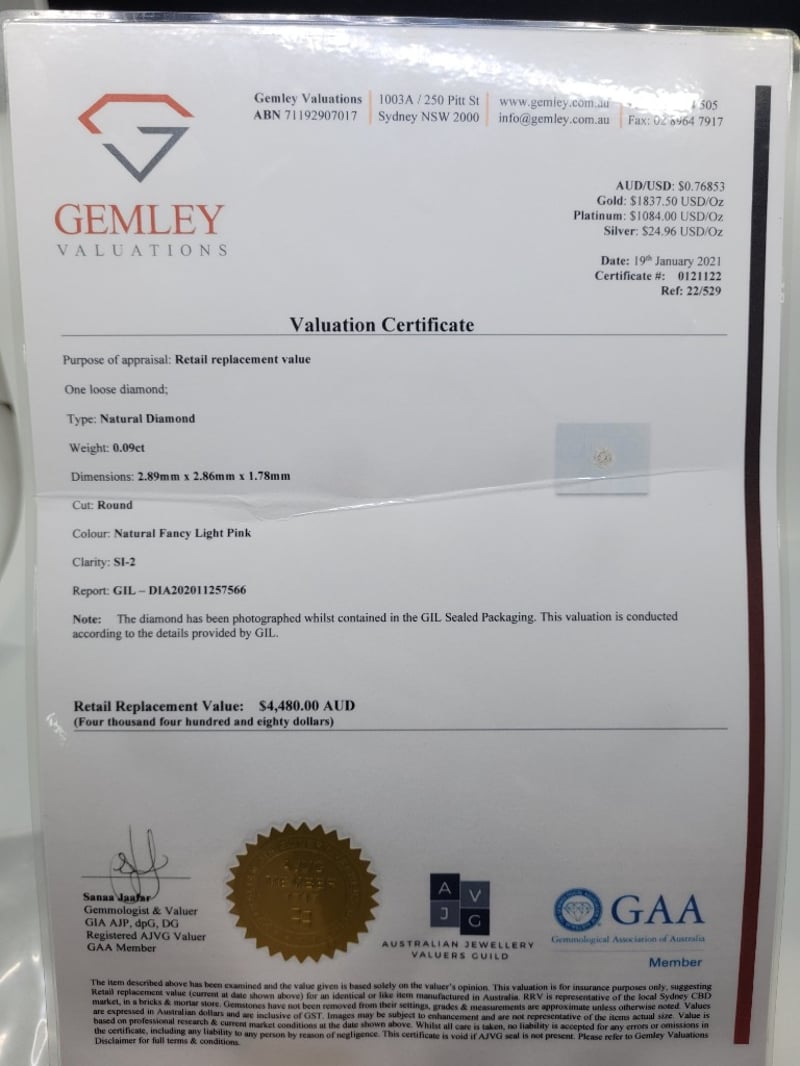 Gemley Valuations
ABN 71192907017
1003A / 250 Pitt St
Sydney NSW 2000
www.gemley.com.au
info@gemley.com.au
505
Fax: 02 8964 7917
GEMLEY
VALUATIONS
AUD/USD: $0.76853
Gold: $1837.50 USD/Oz
Platinum: $1084.00 USD/Oz
Silver: $24.96 USD/Oz
Date: 19th January 2021
Certificate #: 0121122
Ref: 22/529
Valuation Certificate
Purpose of appraisal: Retail replacement value
One loose diamond;
Type: Natural Diamond
Weight: 0.09ct
Dimensions: 2.89mm x 2.86mm x 1.78mm
Cut: Round
Colour: Natural Fancy Light Pink
Clarity: SI-2
Report: GIL – DIA202011257566
Note: The diamond has been photographed whilst contained in the GIL Sealed Packaging. This valuation is conducted
according to the details provided by GIL.
Retail Replacement Value: $4,480.00 AUD
(Four thousand four hundred and eighty dollars)
Sanaa Jaafar
Gemmologist & Valuer
GIA AJP, dpG, DG
Registered AJVG Valuer
GAA Member
MEMBER
A V
J G
AUSTRALIAN JEWELLERY
VALUERS GUILD
GAA
Gemmological Association of Australia
Member
The item described above has been examined and the value given is based solely on the valuer's opinion. This valuation is for insurance purposes only, suggesting
Retail replacement value (current at date shown above) for an identical or like item manufactured in Australia. RRV is representative of the local Sydney CBD
market, in a bricks & mortar store. Gemstones have not been removed from their settings, grades & measurements are approximate unless otherwise noted. Values
are expressed in Australian dollars and are inclusive of GST. Images may be subject to enhancement and are not representative of the items actual size. Value is
based on professional research & current market conditions at the date shown above. Whilst all care is taken, no liability is accepted for any errors or omissions in
the certificate, including any liability to any person by reason of negligence. This certificate is void if AJVG seal is not present. Please refer to Gemley Valuations
Disclaimer for full terms & conditions.